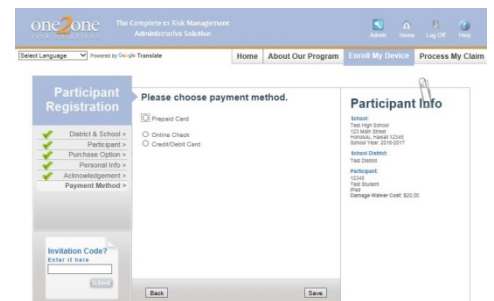 one2one
The Complete 1:1 Risk Management
Administrative Solution
Admin
Home
Log Off
Help
Select Language
Powered by Google Translate
Home
About Our Program
Enroll My Device
Process My Claim
Participant
Registration
District & School >
Participant >
Purchase Option >
Personal Info >
Acknowledgement >
Payment Method >
Invitation Code?
Enter it here
Submit
Please choose payment method.
Prepaid Card
Online Check
Credit/Debit Card
Back
Save
Participant Info
School:
Test High School
123 Main Street
Honolulu, Hawaii 12345
School Year: 2016-2017
School District:
Test District
Participant:
12345
Test Student
iPad
Damage Waiver Cost: $20.00